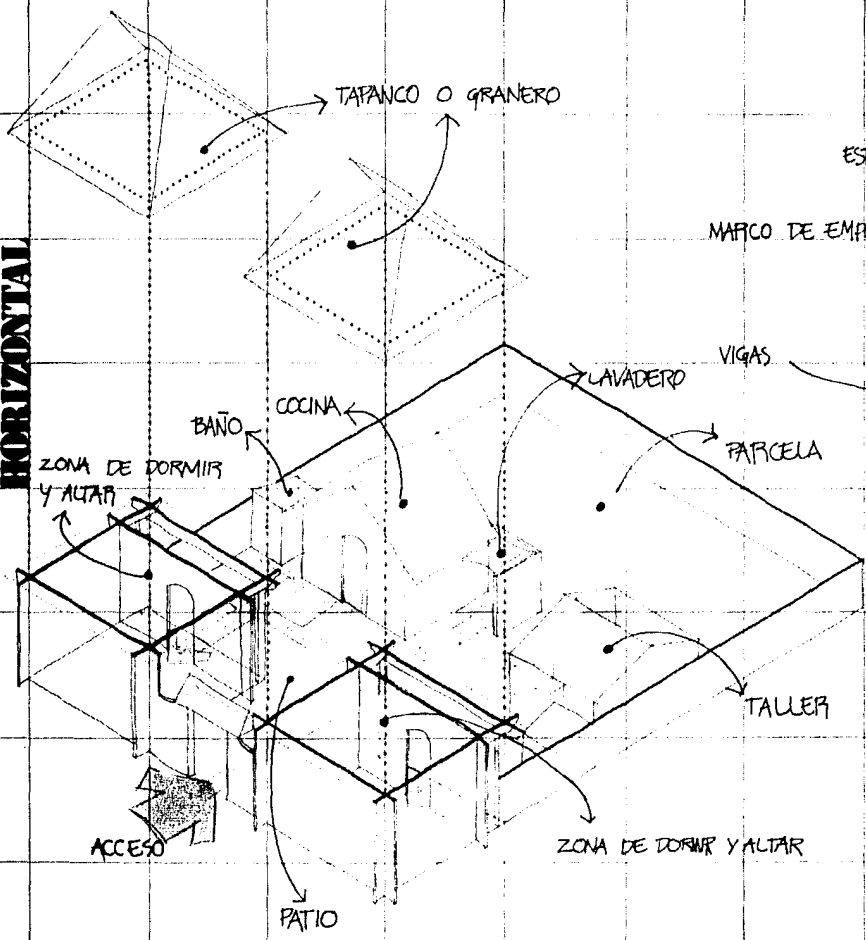 TAPANCO O GRANERO
ES
MARCO DE EMP
HORIZONTAL
VIGAS
LAVADERO
COCINA
BAÑO
PARCELA
ZONA DE DORMIR
Y ALTAR
TALLER
ACCESO
ZONA DE DORMIR Y ALTAR
PATIO